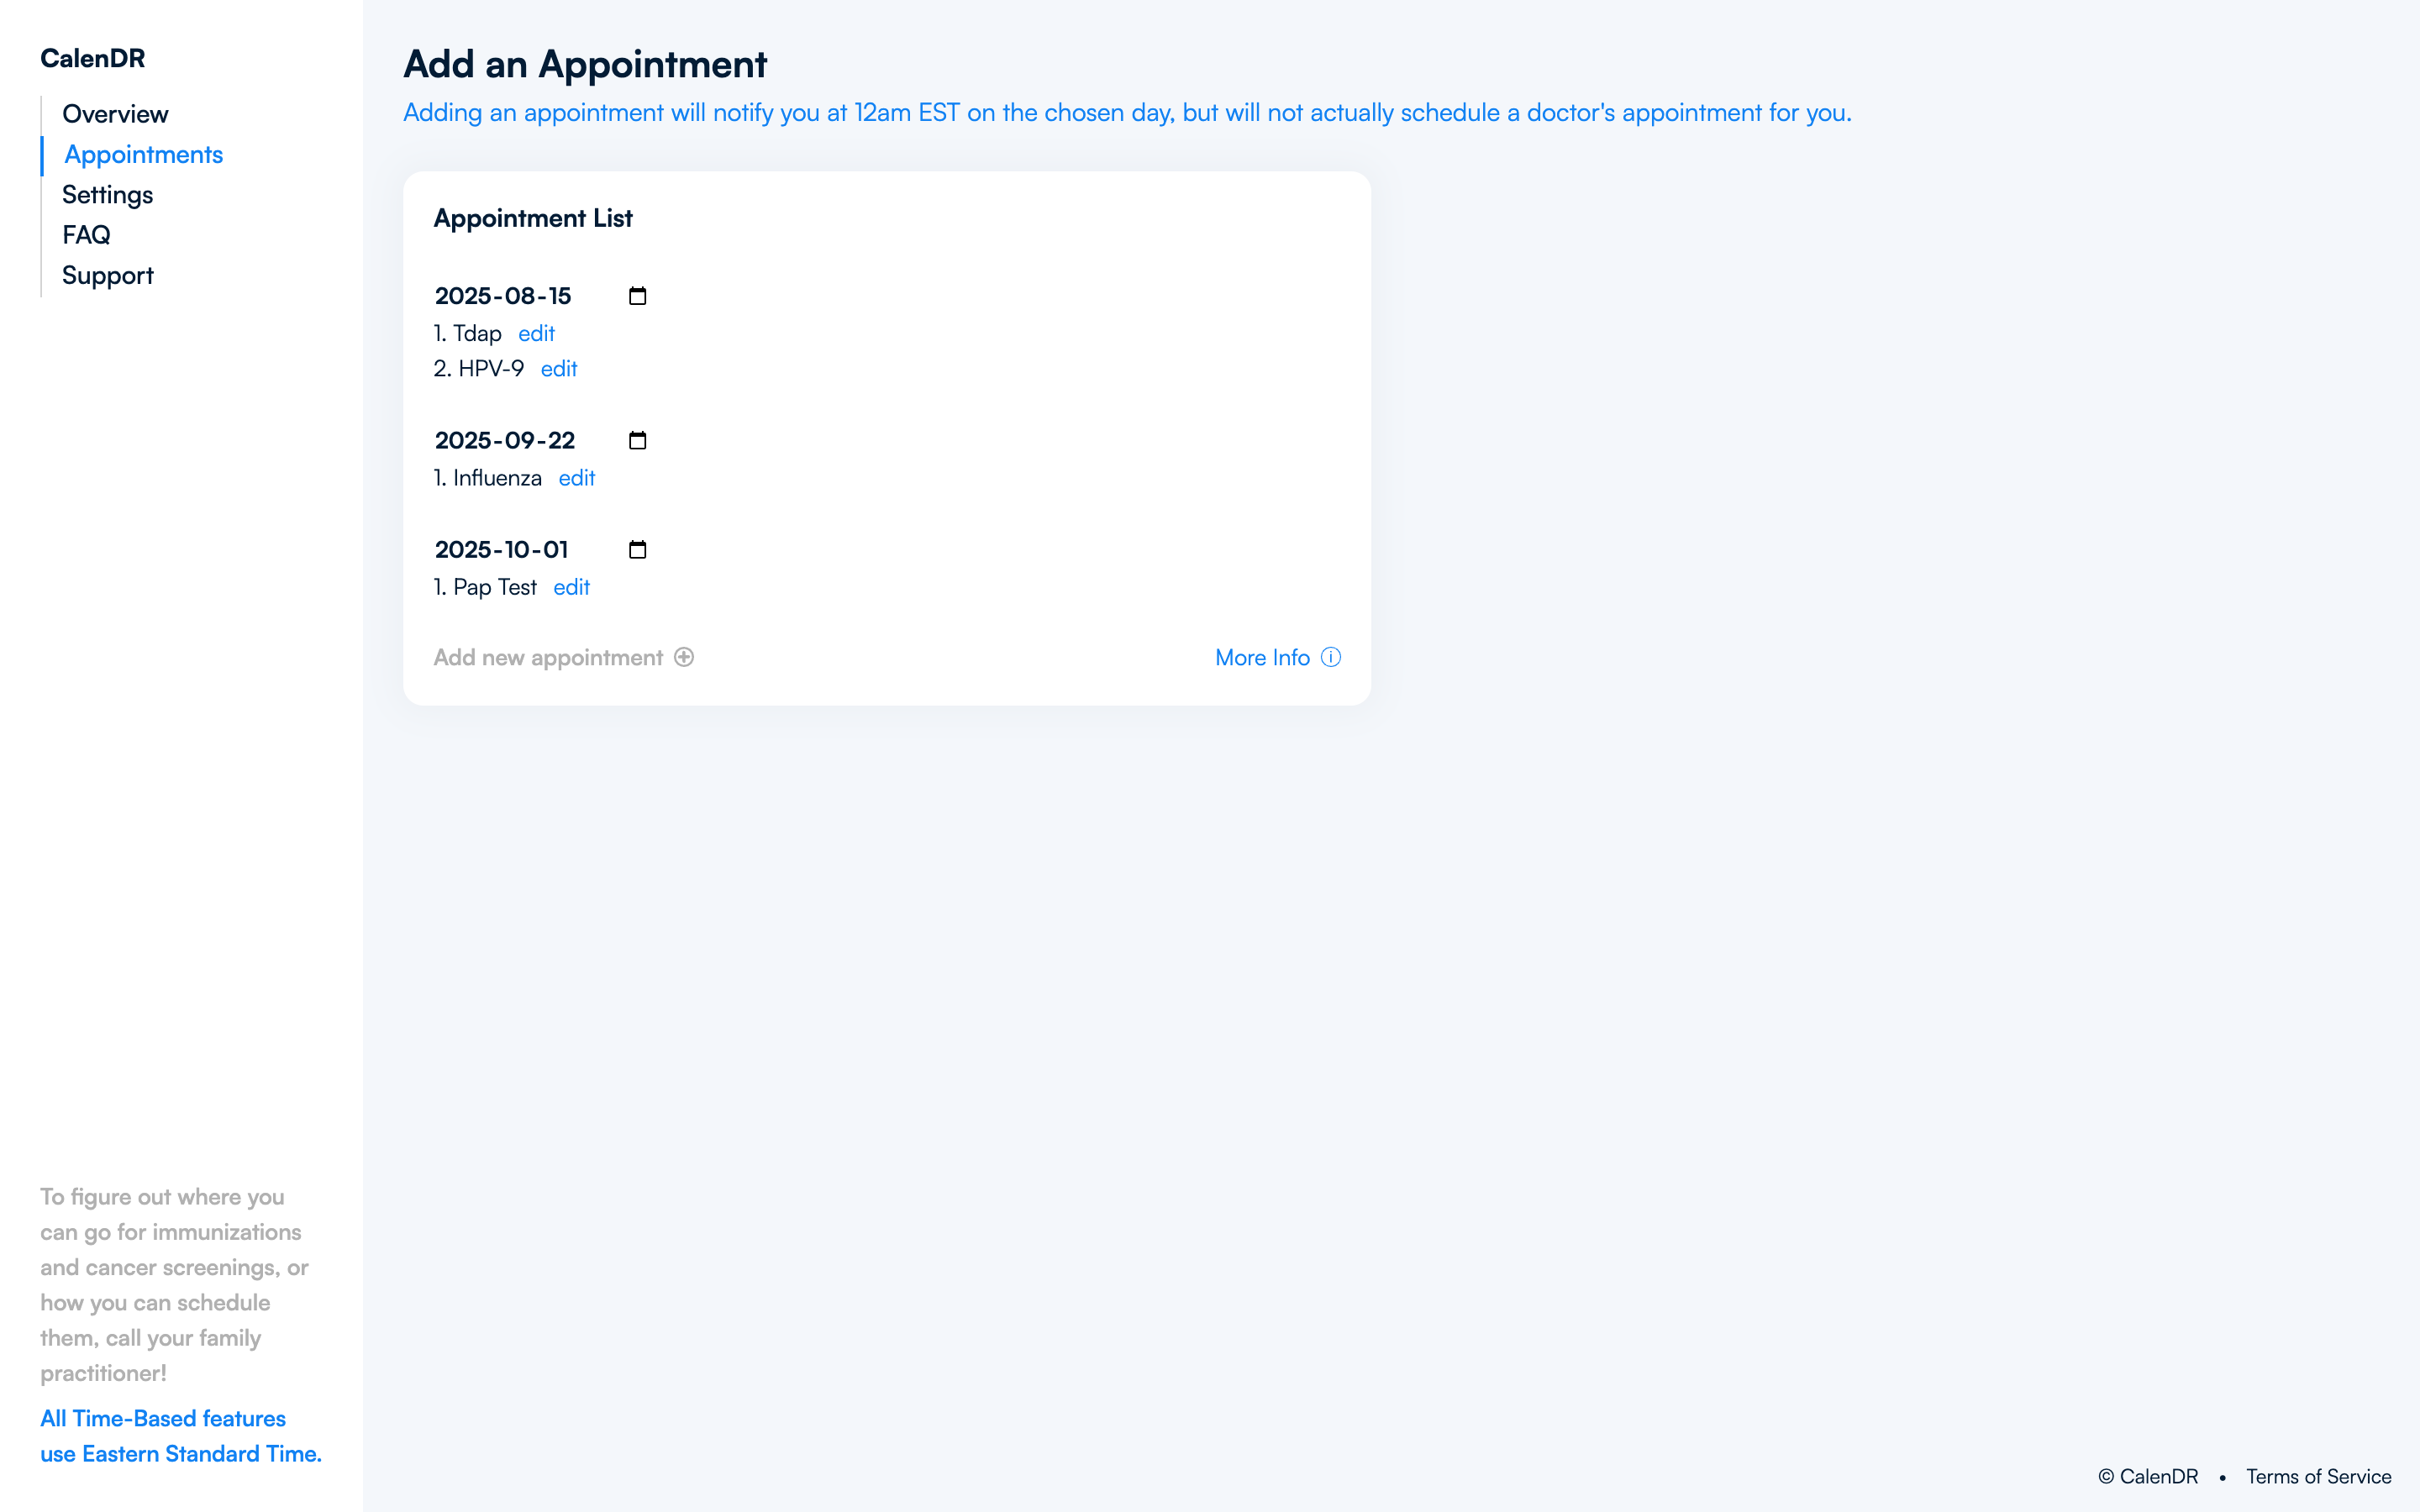 CalenDR
Overview
Appointments
Settings
FAQ
Support
To figure out where you
can go for immunizations
and cancer screenings, or
how you can schedule
them, call your family
practitioner!
All Time-Based features
use Eastern Standard Time.
Add an Appointment
Adding an appointment will notify you at 12am EST on the chosen day, but will not actually schedule a doctor's appointment for you.
Appointment List
2025-08-15
1. Tdap edit
2. HPV-9 edit
2025-09-22
1. Influenza edit
2025-10-01
1. Pap Test edit
Add new appointment
More Info
© CalenDR • Terms of Service